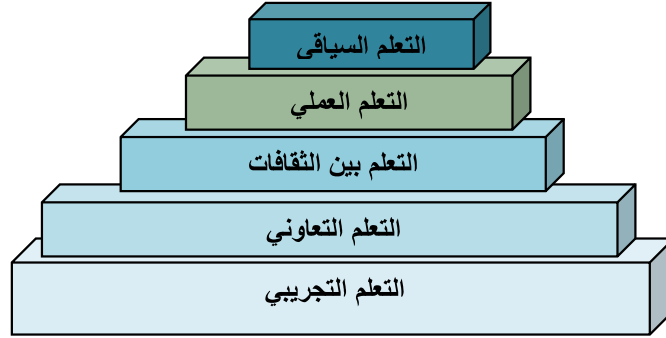 التعلم السياقى
التعلم العملي
التعلم بين الثقافات
التعلم التعاوني
التعلم التجريبي